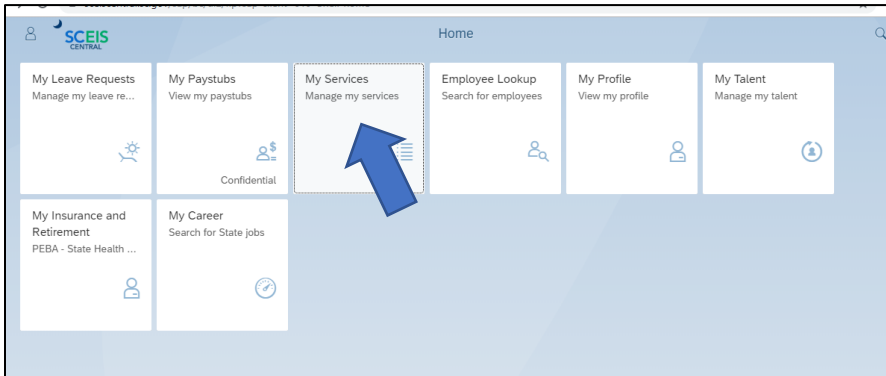 SCEIS
CENTRAL
Home
My Leave Requests
Manage my leave re...
My Paystubs
View my paystubs
Confidential
My Services
Manage my services
Employee Lookup
Search for employees
My Profile
View my profile
My Talent
Manage my talent
My Insurance and
Retirement
PEBA - State Health ...
My Career
Search for State jobs